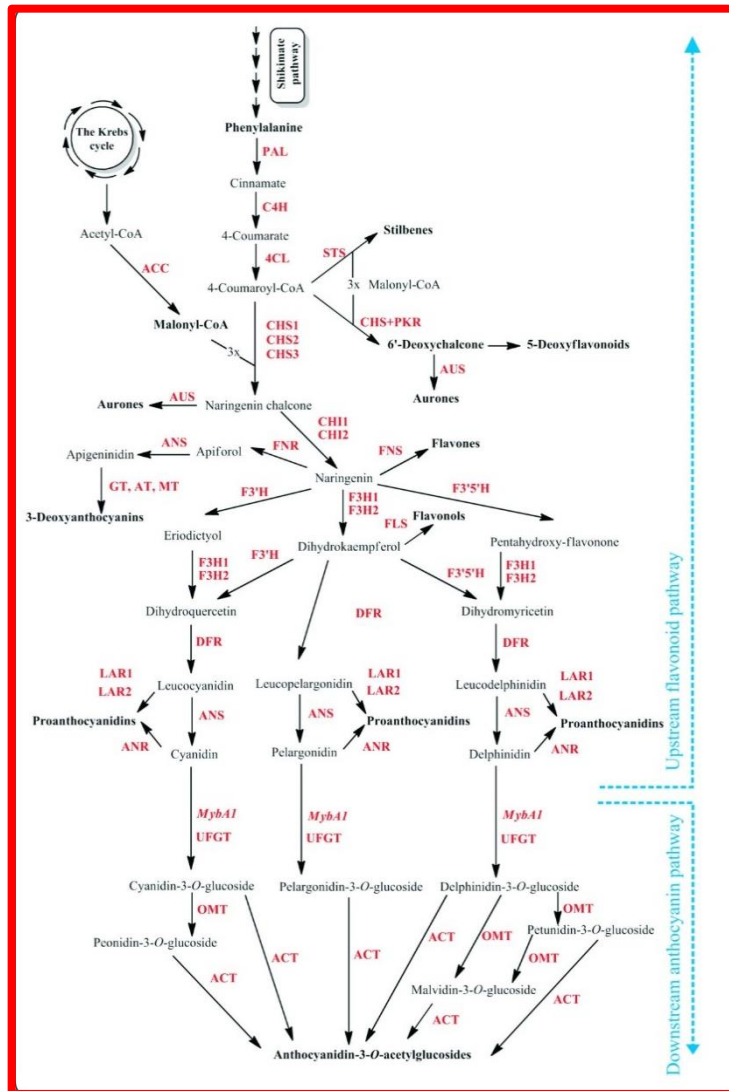 Shikimate
pathway
The Krebs
cycle
Phenylalanine
PAL
Cinnamate
C4H
Acetyl-CoA
4-Coumarate
Stilbenes
4CL
STS
ACC
4-Coumaroyl-CoA
3x Malonyl-CoA
Malonyl-CoA
3x
CHS1
CHS2
CHS3
CHS+PKR
6'-Deoxychalcone
5-Deoxyflavonoids
AUS
Aurones
Aurones
AUS
Naringenin chalcone
CHI1
CHI2
ANS
FNR
FNS
Flavones
Apigeninidin
Apiforol
Naringenin
GT, AT, MT
F3'H
F3H1
F3H2
F3'5'H
3-Deoxyanthocyanins
FLS
Flavonols
Eriodictyol
Dihydrokaempferol
Pentahydroxy-flavonone
F3H1
F3H2
F3'H
F3'5'H
F3H1
F3H2
Dihydroquercetin
Dihydromyricetin
DFR
DFR
DFR
LAR1
LAR2
Leucocyanidin
Leucopelargonidin
LAR1
LAR2
Leucodelphinidin
LAR1
LAR2
Proanthocyanidins
ANS
ANS
Proanthocyanidins
ANS
Proanthocyanidins
ANR
Cyanidin
Pelargonidin
ANR
Delphinidin
ANR
MybA1
UFGT
MybA1
UFGT
MybA1
UFGT
Cyanidin-3-O-glucoside
Pelargonidin-3-O-glucoside
Delphinidin-3-O-glucoside
OMT
OMT
Peonidin-3-O-glucoside
Petunidin-3-O-glucoside
ACT
ACT
ACT
ACT
OMT
OMT
Malvidin-3-O-glucoside
ACT
ACT
Anthocyanidin-3-O-acetylglucosides
Upstream flavonoid pathway
Downstream anthocyanin pathway